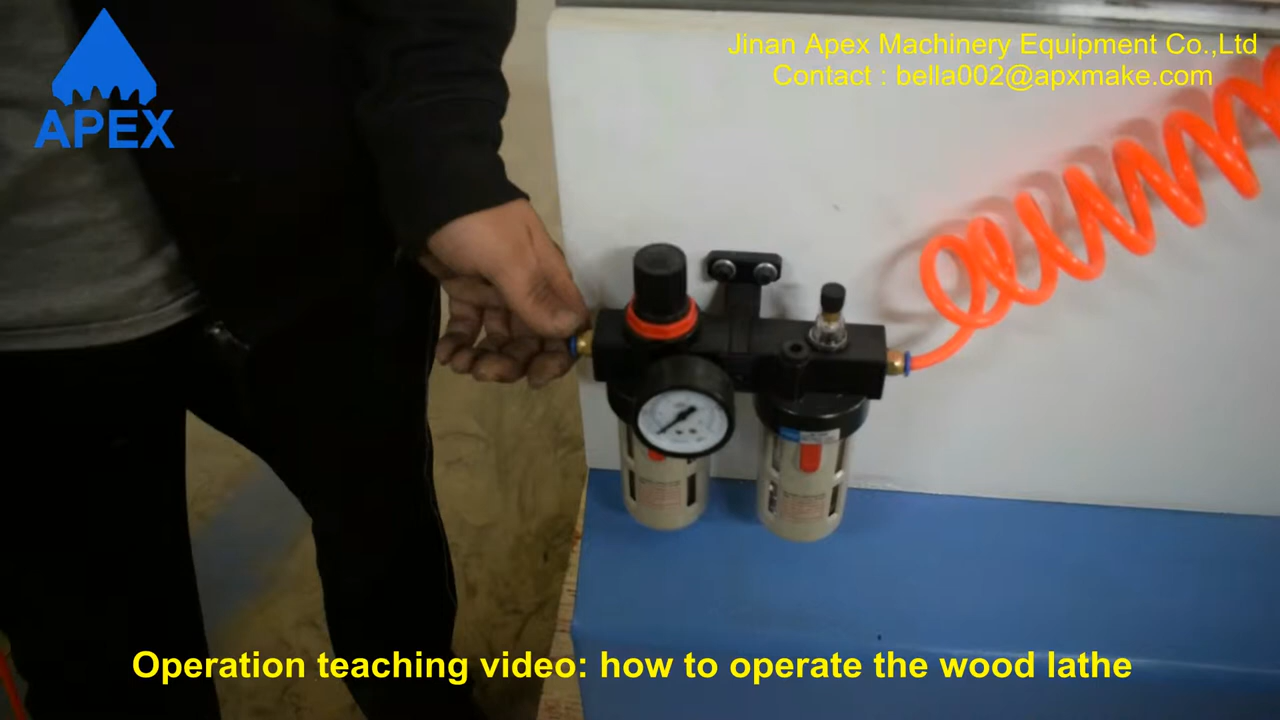 APEX
Jinan Apex Machinery Equipment Co.,Ltd
Contact : bella002@apxmake.com
Operation teaching video: how to operate the wood lathe